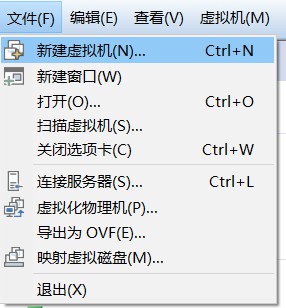 文件(F) 编辑(E) 查看(V) 虚拟机(M)
新建虚拟机(N)... Ctrl+N
新建窗口(W)
打开(O)... Ctrl+O
扫描虚拟机(S)...
关闭选项卡(C) Ctrl+W
连接服务器(S)... Ctrl+L
虚拟化物理机(P)...
导出为 OVF(E)...
映射虚拟磁盘(M)...
退出(X)